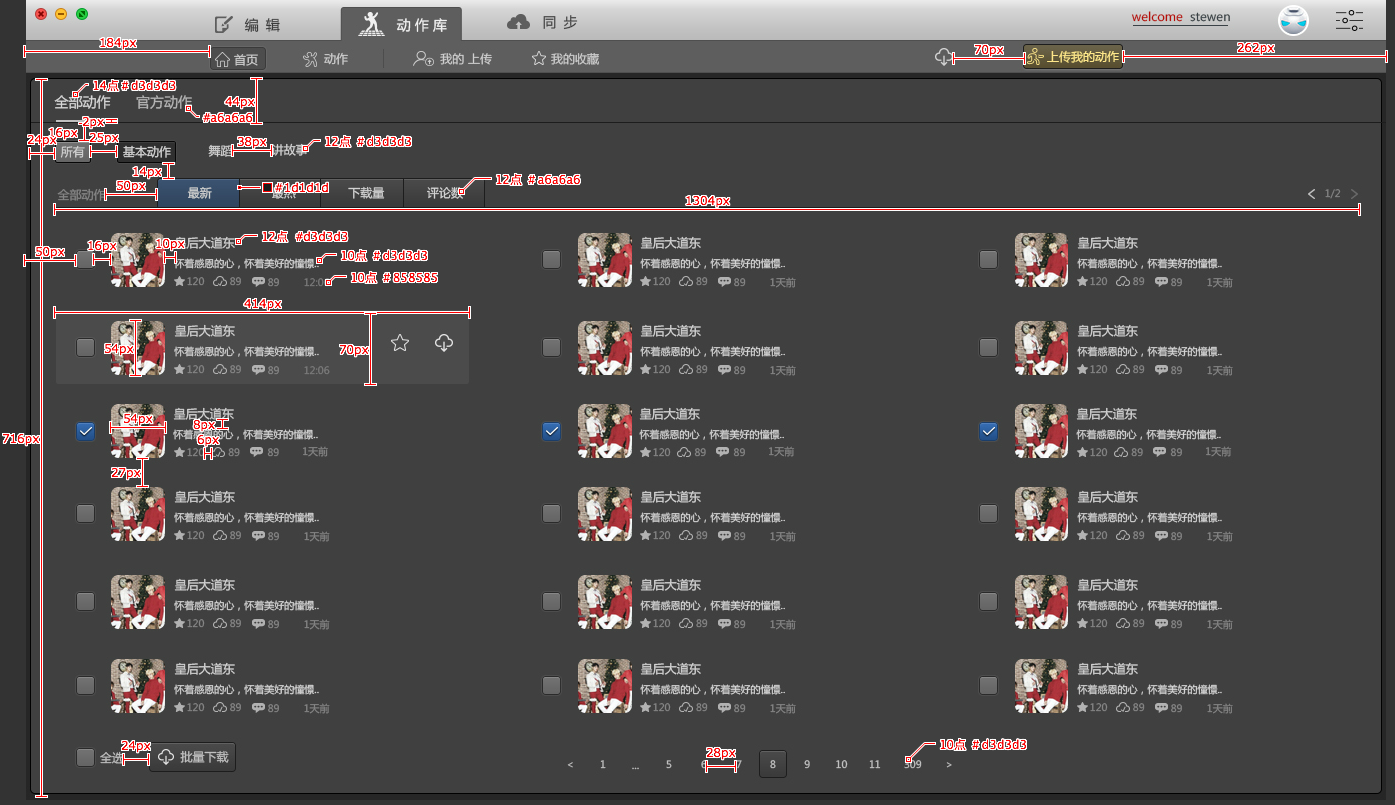 编 辑 动作库 同 步 welcome stewen
184px 首页 动作 我的 上传 我的收藏 70px 上传我的动作 262px
14点 #d3d3d3
全部动作 官方动作 44px
#a6a6a6
2px
16px
24px 25px 38px 12点 #d3d3d3
所有 基本动作 舞蹈 讲故事
14px
50px 12点 #a6a6a6
全部动作 最新 #1d1d1d 最热 下载量 评论数 1/2
1304px
12点 #d3d3d3
皇后大道东 皇后大道东 皇后大道东
50px 16px 10px 10点 #d3d3d3
怀着感恩的心，怀着美好的憧憬.. 怀着感恩的心，怀着美好的憧憬.. 怀着感恩的心，怀着美好的憧憬..
10点 #858585
120 89 89 120 89 89 1天前 120 89 89 1天前
414px
皇后大道东 皇后大道东 皇后大道东
54px 怀着感恩的心，怀着美好的憧憬.. 70px 怀着感恩的心，怀着美好的憧憬.. 怀着感恩的心，怀着美好的憧憬..
120 89 89 12:06 120 89 89 1天前 120 89 89 1天前
皇后大道东 皇后大道东 皇后大道东
54px 8px
716px 怀着感恩的心，怀着美好的憧憬.. 怀着感恩的心，怀着美好的憧憬.. 怀着感恩的心，怀着美好的憧憬..
6px
120 89 89 1天前 120 89 89 1天前 120 89 89 1天前
27px
皇后大道东 皇后大道东 皇后大道东
怀着感恩的心，怀着美好的憧憬.. 怀着感恩的心，怀着美好的憧憬.. 怀着感恩的心，怀着美好的憧憬..
120 89 89 1天前 120 89 89 1天前 120 89 89 1天前
皇后大道东 皇后大道东 皇后大道东
怀着感恩的心，怀着美好的憧憬.. 怀着感恩的心，怀着美好的憧憬.. 怀着感恩的心，怀着美好的憧憬..
120 89 89 1天前 120 89 89 1天前 120 89 89 1天前
皇后大道东 皇后大道东 皇后大道东
怀着感恩的心，怀着美好的憧憬.. 怀着感恩的心，怀着美好的憧憬.. 怀着感恩的心，怀着美好的憧憬..
120 89 89 1天前 120 89 89 1天前 120 89 89 1天前
24px 28px 10点 #d3d3d3
全选 批量下载 < 1 ... 5 6 7 8 9 10 11 309 >